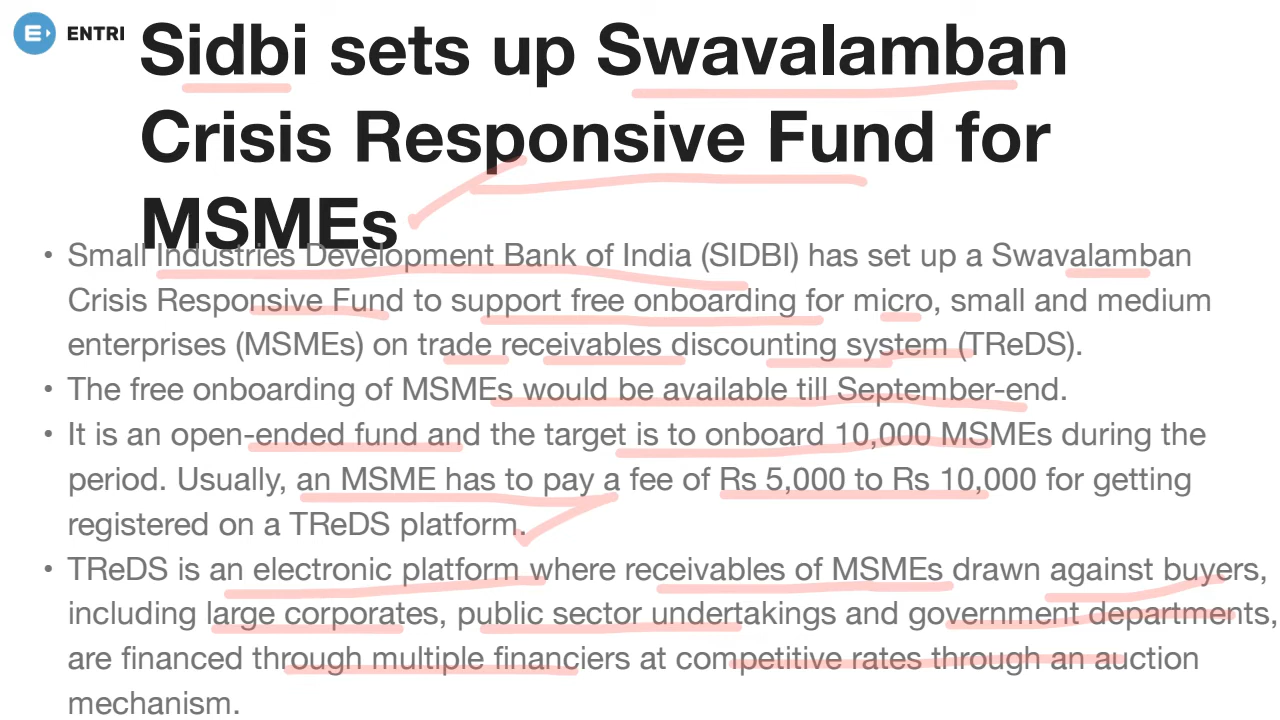 ENTRI
Sidbi sets up Swavalamban
Crisis Responsive Fund for
MSMEs
• Small Industries Development Bank of India (SIDBI) has set up a Swavalamban
Crisis Responsive Fund to support free onboarding for micro, small and medium
enterprises (MSMEs) on trade receivables discounting system (TReDS).
• The free onboarding of MSMEs would be available till September-end.
• It is an open-ended fund and the target is to onboard 10,000 MSMEs during the
period. Usually, an MSME has to pay a fee of Rs 5,000 to Rs 10,000 for getting
registered on a TReDS platform.
• TReDS is an electronic platform where receivables of MSMEs drawn against buyers,
including large corporates, public sector undertakings and government departments,
are financed through multiple financiers at competitive rates through an auction
mechanism.